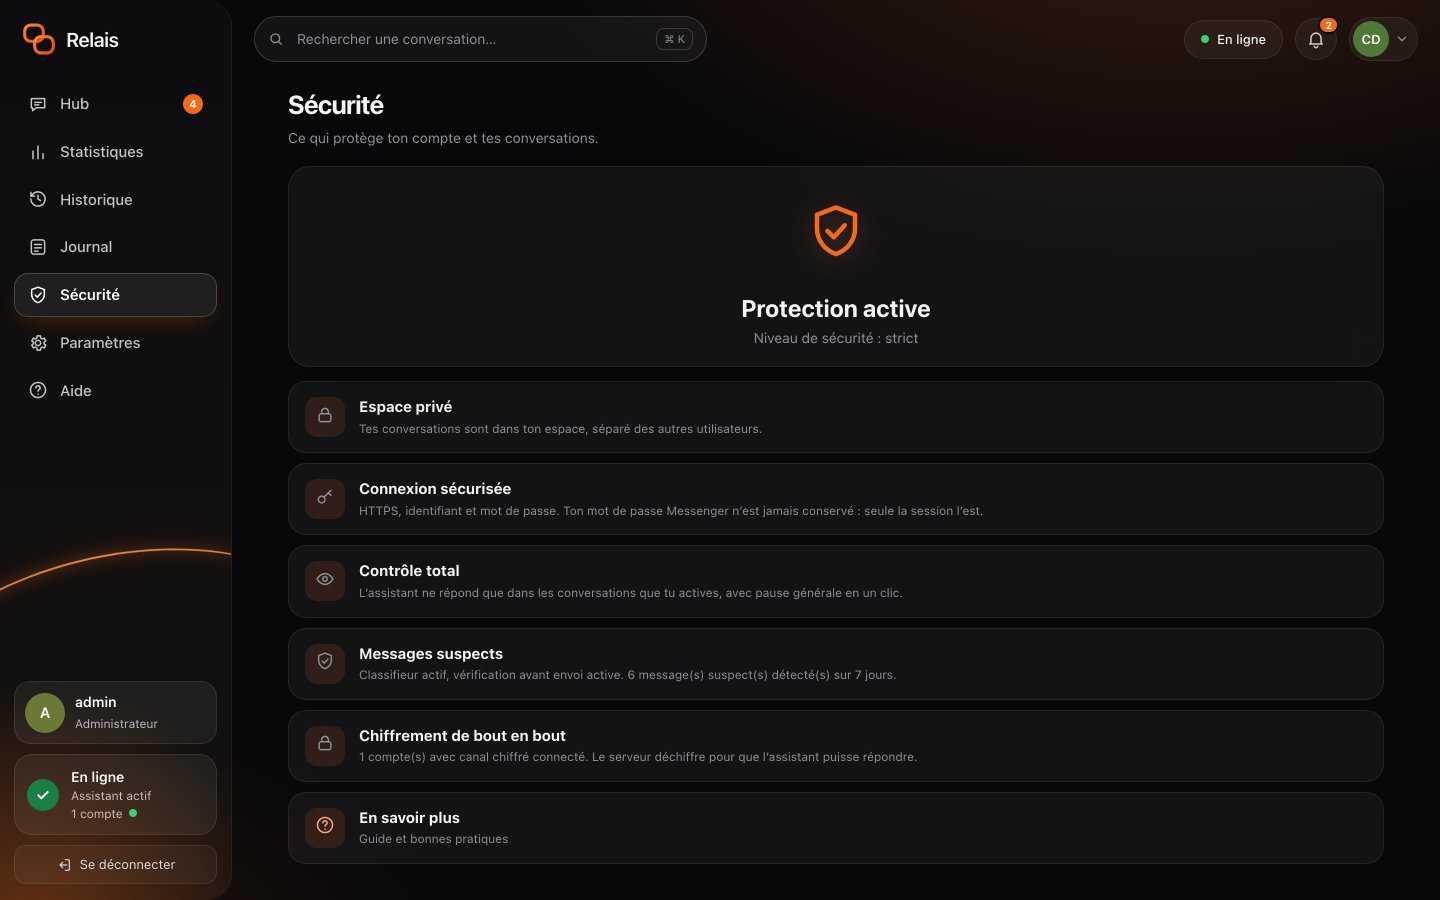 Relais
Rechercher une conversation...
⌘ K
En ligne
2
CD
Hub
4
Statistiques
Historique
Journal
Sécurité
Paramètres
Aide
A
admin
Administrateur
En ligne
Assistant actif
1 compte
Se déconnecter
Sécurité
Ce qui protège ton compte et tes conversations.
Protection active
Niveau de sécurité : strict
Espace privé
Tes conversations sont dans ton espace, séparé des autres utilisateurs.
Connexion sécurisée
HTTPS, identifiant et mot de passe. Ton mot de passe Messenger n'est jamais conservé : seule la session l'est.
Contrôle total
L'assistant ne répond que dans les conversations que tu actives, avec pause générale en un clic.
Messages suspects
Classifieur actif, vérification avant envoi active. 6 message(s) suspect(s) détecté(s) sur 7 jours.
Chiffrement de bout en bout
1 compte(s) avec canal chiffré connecté. Le serveur déchiffre pour que l'assistant puisse répondre.
En savoir plus
Guide et bonnes pratiques